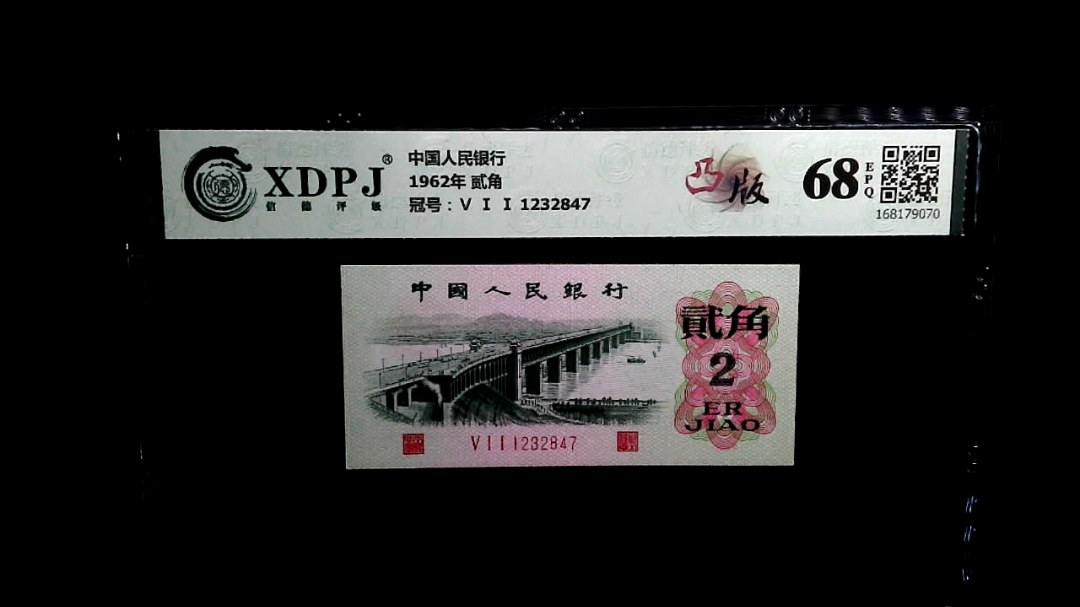 XDPJ®
信德评级
中国人民银行
1962年 贰角
冠号：V I I 1232847
凸版
68
EPQ
168179070
中國人民銀行
貳角
2
ER
JIAO
V I I 1232847